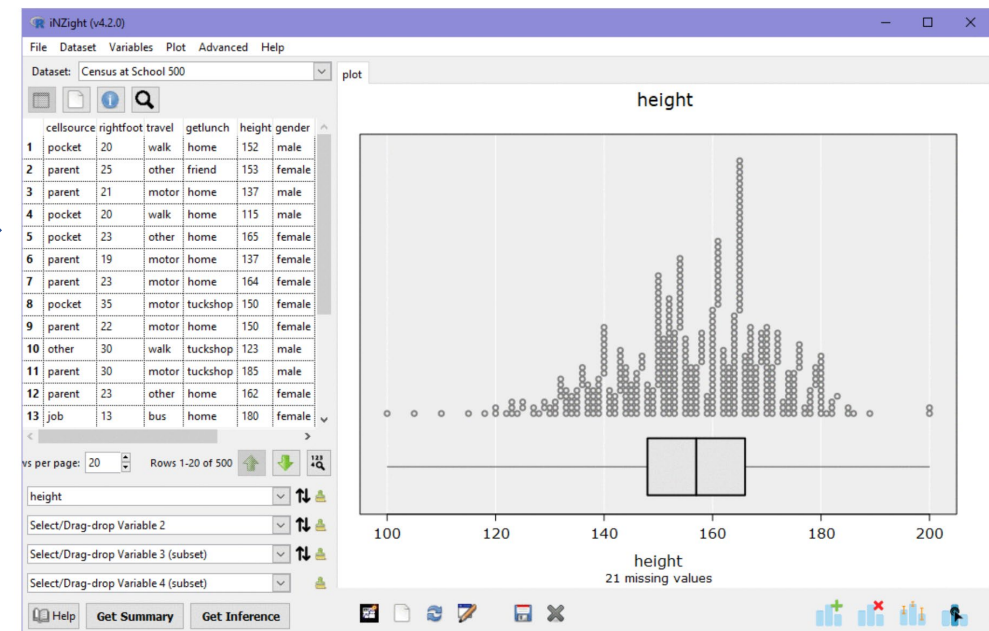 iNZight (v4.2.0)
File Dataset Variables Plot Advanced Help
Dataset: Census at School 500
cellsource rightfoot travel getlunch height gender
1 pocket 20 walk home 152 male
2 parent 25 other friend 153 female
3 parent 21 motor home 137 male
4 pocket 20 walk home 115 male
5 pocket 23 other home 165 female
6 parent 19 motor home 137 female
7 parent 23 motor home 164 female
8 pocket 35 motor tuckshop 150 female
9 parent 22 motor home 150 female
10 other 30 walk tuckshop 123 male
11 parent 30 motor tuckshop 185 male
12 parent 23 other home 162 female
13 job 13 bus home 180 female
vs per page: 20 Rows 1-20 of 500 123
height
Select/Drag-drop Variable 2
Select/Drag-drop Variable 3 (subset)
Select/Drag-drop Variable 4 (subset)
Help Get Summary Get Inference
plot
height
100 120 140 160 180 200
height
21 missing values